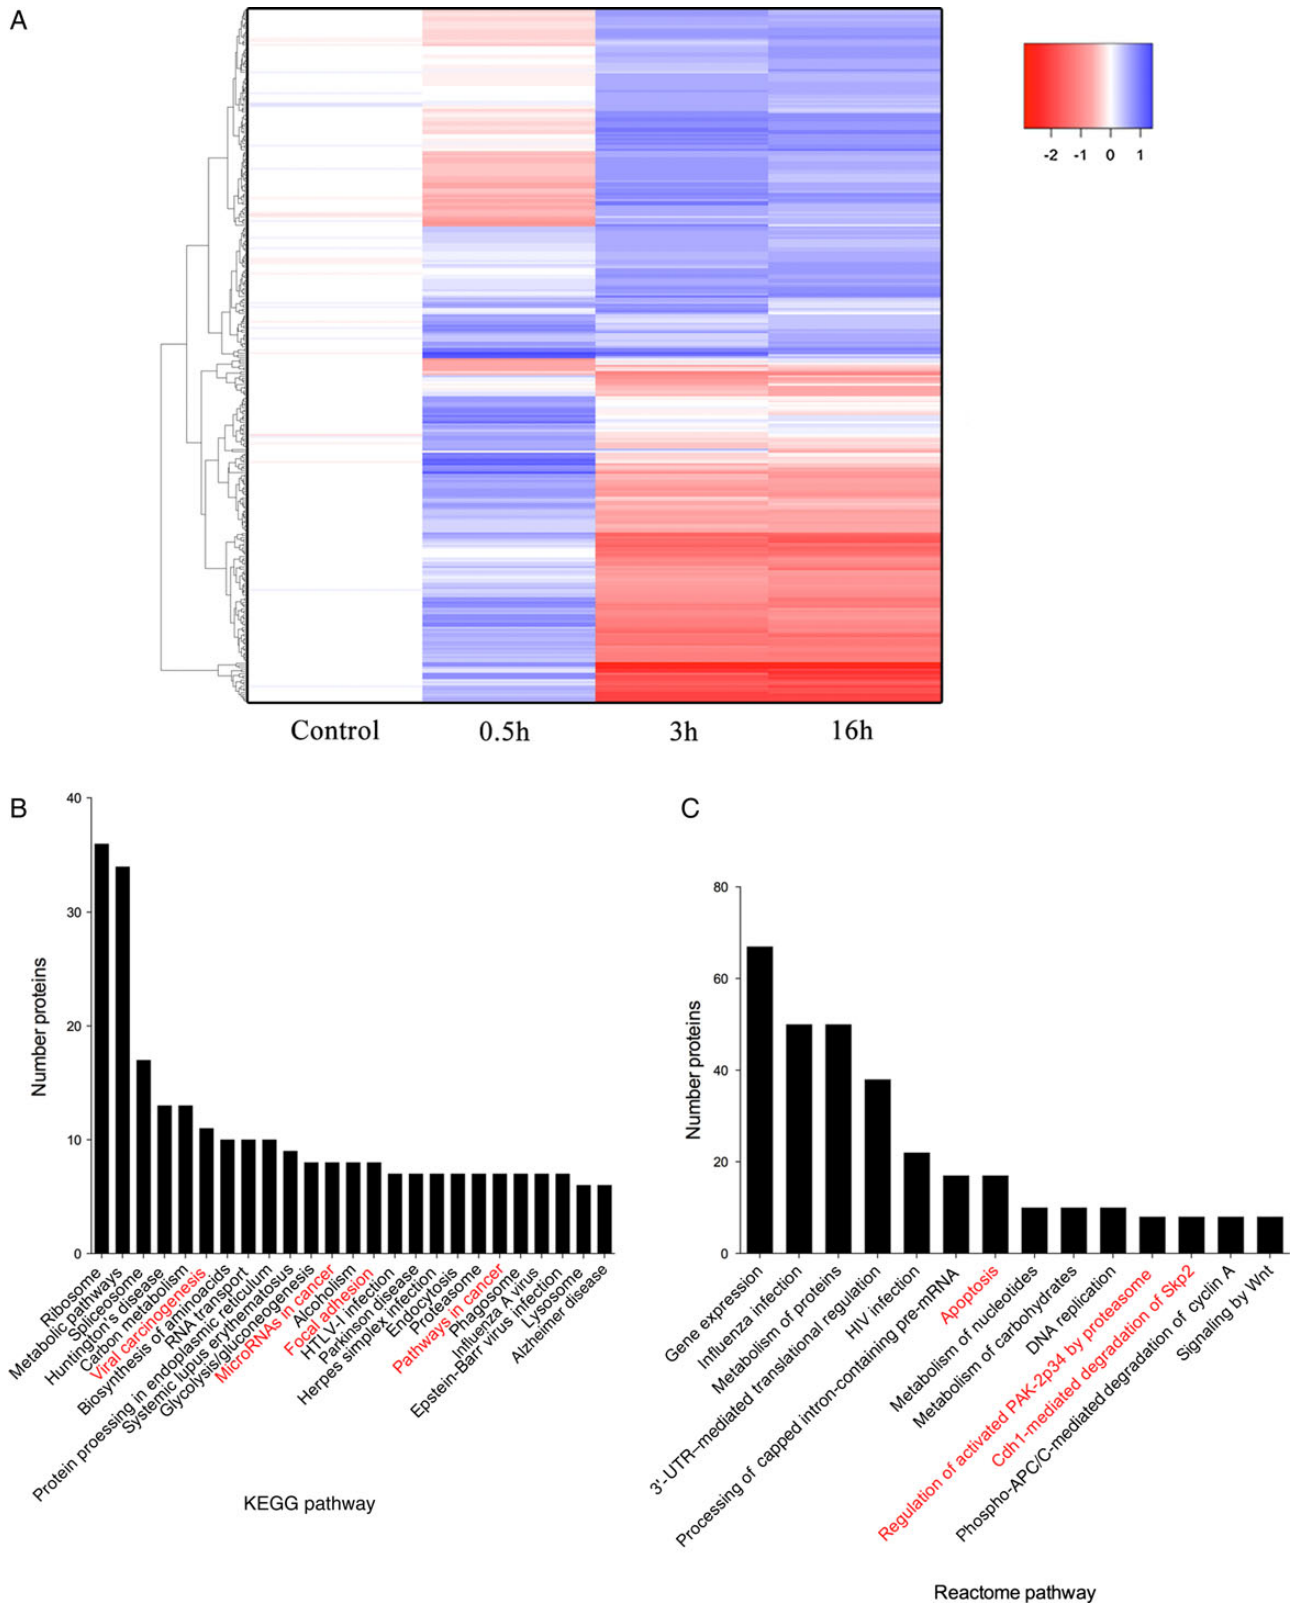 A
-2 -1 0 1
Control 0.5h 3h 16h
B
40
30
20
10
0
Number proteins
Ribosome
Metabolic pathways
Spliceosome
Huntington's disease
Carbon metabolism
Viral carcinogenesis
Biosynthesis of aminoacids
RNA transport
Protein proessing in endoplasmic reticulum
Systemic lupus erythematosus
Glycolysis/gluconeogenesis
MicroRNAs in cancer
Alcoholism
Focal adhesion
HTLV-I infection
Parkinson disease
Herpes simplex infection
Endocytosis
Proteasome
Pathways in cancer
Phagosome
Influenza A virus
Epstein-Barr virus infection
Lysosome
Alzheimer disease
KEGG pathway
C
80
60
40
20
0
Number proteins
Gene expression
Influenza infection
Metabolism of proteins
3'-UTR–mediated translational regulation
HIV infection
Processing of capped intron-containing pre-mRNA
Apoptosis
Metabolism of nucleotides
Metabolism of carbohydrates
DNA replication
Regulation of activated PAK-2p34 by proteasome
Cdh1-mediated degradation of Skp2
Phospho-APC/C-mediated degradation of cyclin A
Signaling by Wnt
Reactome pathway